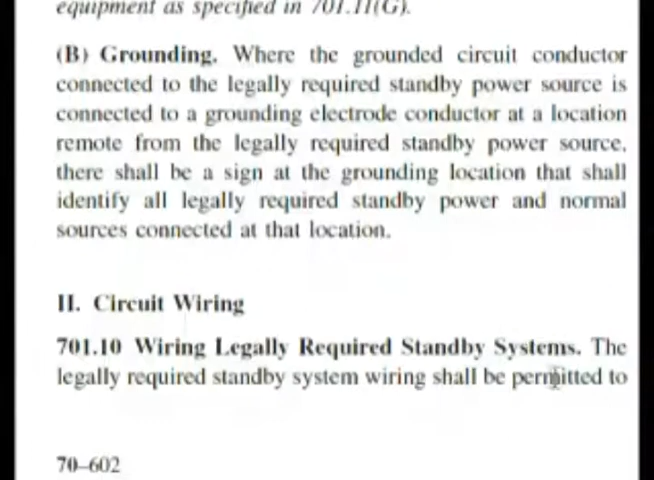 equipment as specified in 701.11(G).
(B) Grounding. Where the grounded circuit conductor
connected to the legally required standby power source is
connected to a grounding electrode conductor at a location
remote from the legally required standby power source,
there shall be a sign at the grounding location that shall
identify all legally required standby power and normal
sources connected at that location.
II. Circuit Wiring
701.10 Wiring Legally Required Standby Systems. The
legally required standby system wiring shall be permitted to
70–602